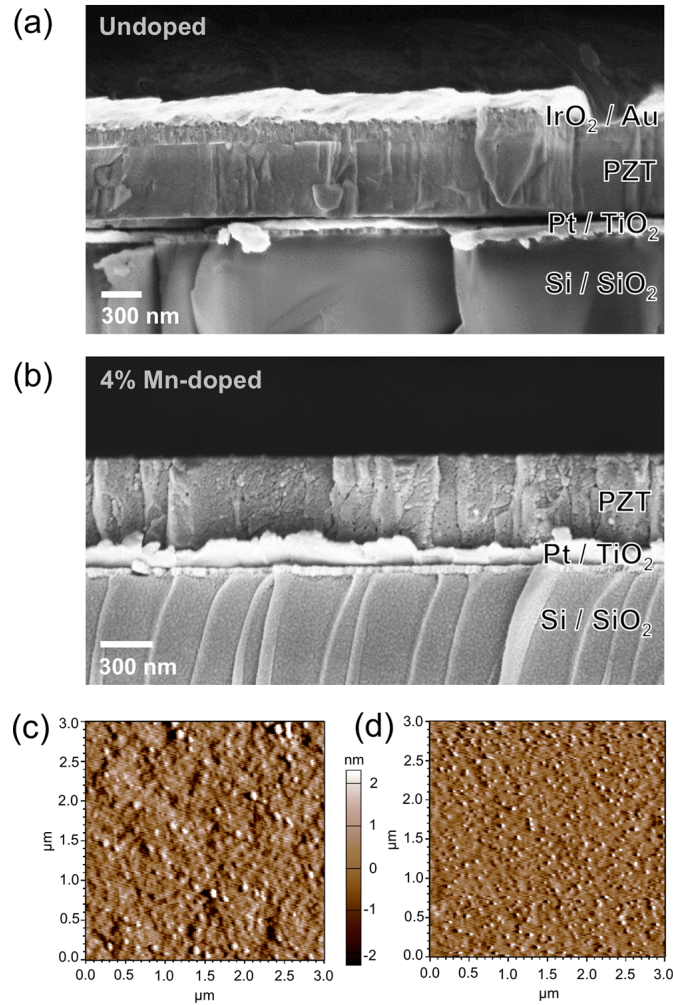 (a)
Undoped
IrO₂ / Au
PZT
Pt / TiO₂
Si / SiO₂
300 nm
(b)
4% Mn-doped
PZT
Pt / TiO₂
Si / SiO₂
300 nm
(c)
3.0
2.5
2.0
1.5
1.0
0.5
0.0
μm
0.0 0.5 1.0 1.5 2.0 2.5 3.0
μm
nm
2
1
0
-1
-2
(d)
3.0
2.5
2.0
1.5
1.0
0.5
0.0
μm
0.0 0.5 1.0 1.5 2.0 2.5 3.0
μm